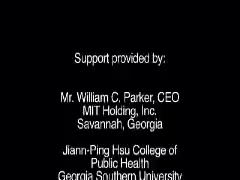 Support provided by:
Mr. William C. Parker, CEO
MIT Holding, Inc.
Savannah, Georgia
Jiann-Ping Hsu College of
Public Health
Georgia Southern University